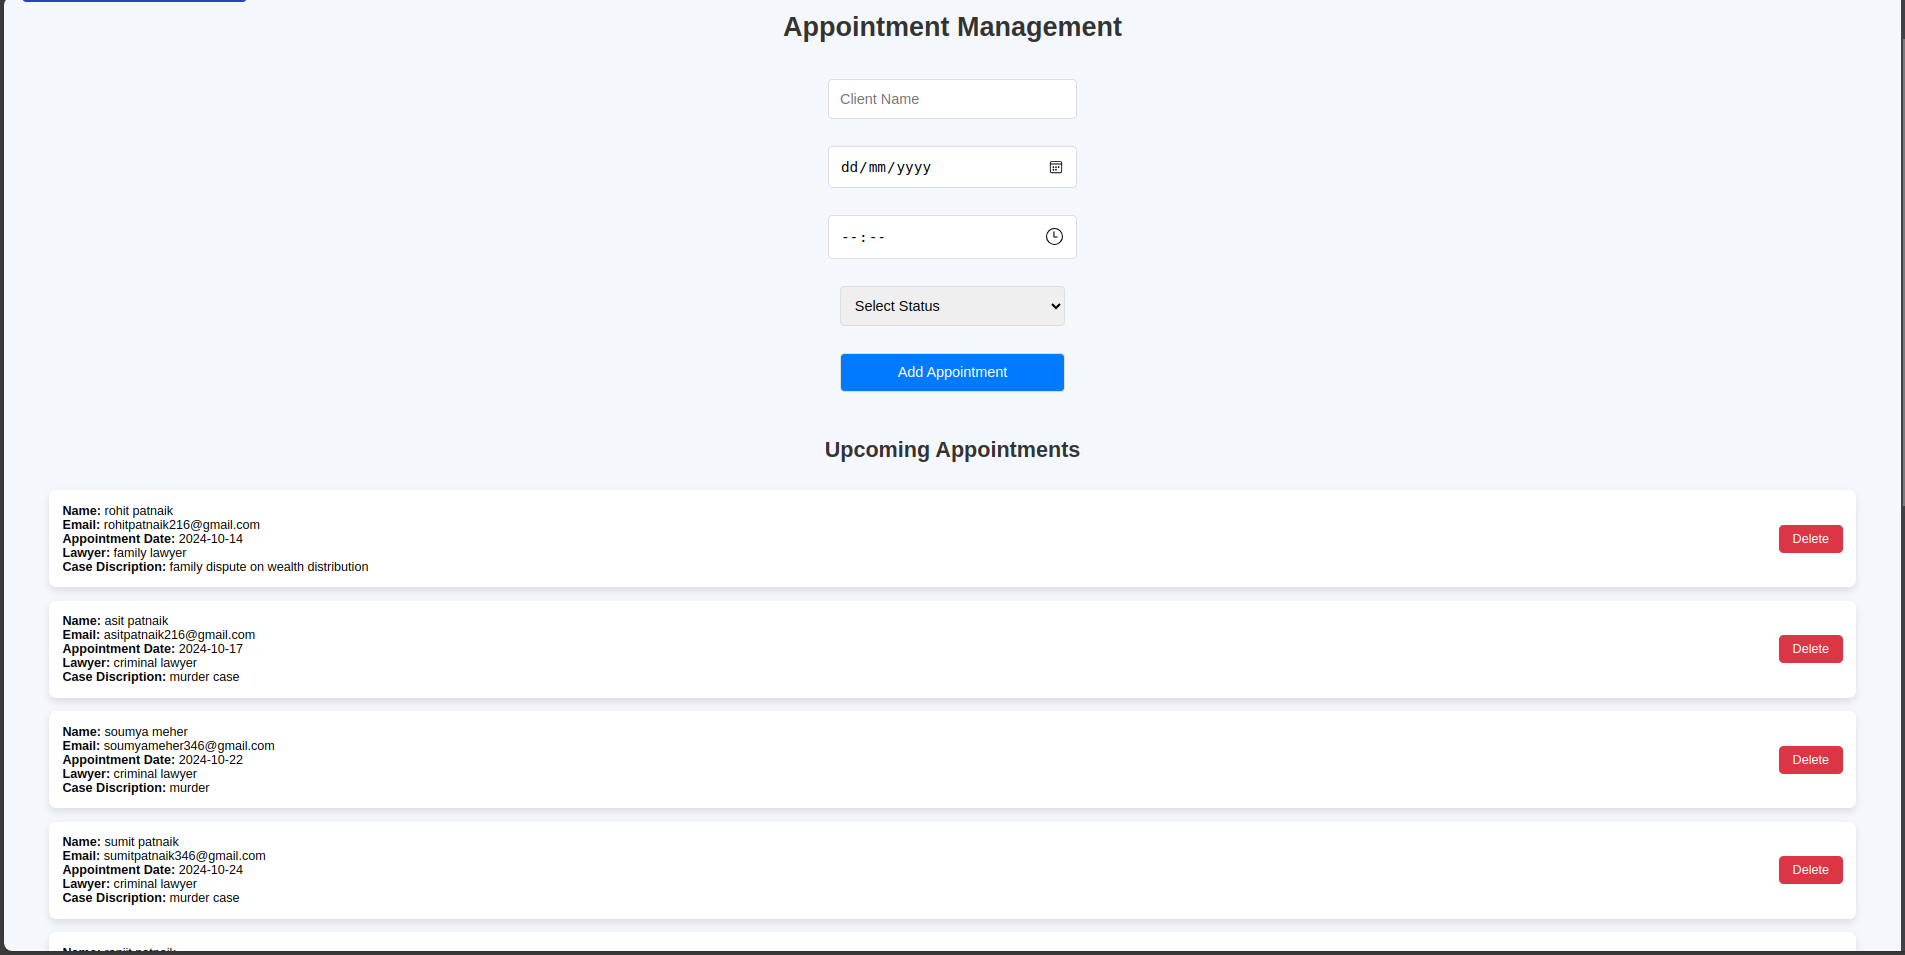 Appointment Management
Client Name
dd/mm/yyyy
--:--
Select Status
Add Appointment
Upcoming Appointments
Name: rohit patnaik
Email: rohitpatnaik216@gmail.com
Appointment Date: 2024-10-14
Lawyer: family lawyer
Case Discription: family dispute on wealth distribution
Delete
Name: asit patnaik
Email: asitpatnaik216@gmail.com
Appointment Date: 2024-10-17
Lawyer: criminal lawyer
Case Discription: murder case
Delete
Name: soumya meher
Email: soumyameher346@gmail.com
Appointment Date: 2024-10-22
Lawyer: criminal lawyer
Case Discription: murder
Delete
Name: sumit patnaik
Email: sumitpatnaik346@gmail.com
Appointment Date: 2024-10-24
Lawyer: criminal lawyer
Case Discription: murder case
Delete
Name: patnaik